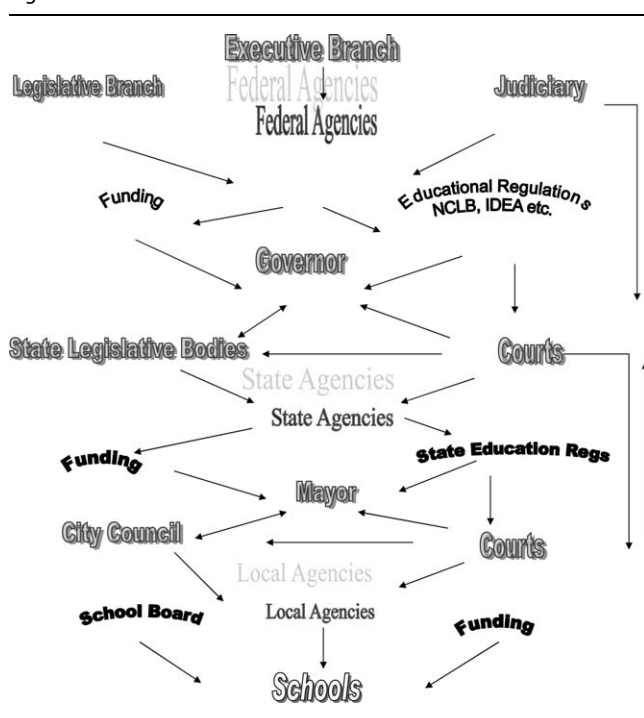 Executive Branch
Legislative Branch
Federal Agencies
Judiciary
Federal Agencies
Funding
Educational Regulations
NCLB, IDEA etc.
Governor
State Legislative Bodies
Courts
State Agencies
State Agencies
Funding
State Education Regs
Mayor
City Council
Courts
Local Agencies
School Board
Local Agencies
Funding
Schools